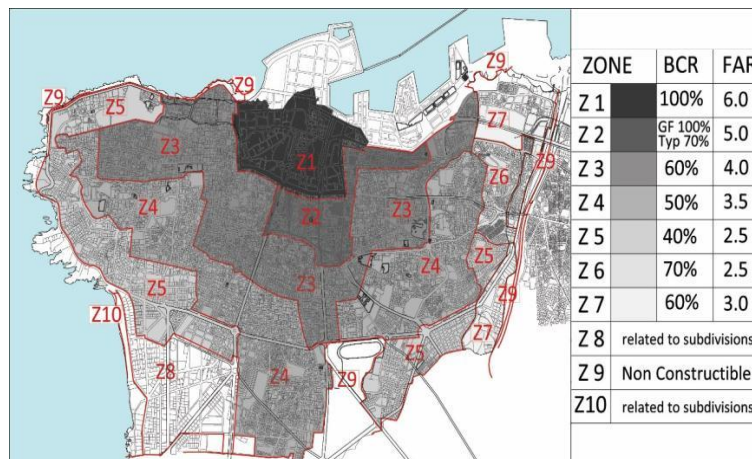 Z9
Z9
Z9
Z5
Z7
Z3
Z1
Z9
Z6
Z4
Z2
Z3
Z5
Z4
Z3
Z5
Z9
Z10
Z7
Z8
Z4
Z9
Z5
ZONE BCR FAR
Z 1 100% 6.0
Z 2 GF 100% Typ 70% 5.0
Z 3 60% 4.0
Z 4 50% 3.5
Z 5 40% 2.5
Z 6 70% 2.5
Z 7 60% 3.0
Z 8 related to subdivisions
Z 9 Non Constructible
Z10 related to subdivisions